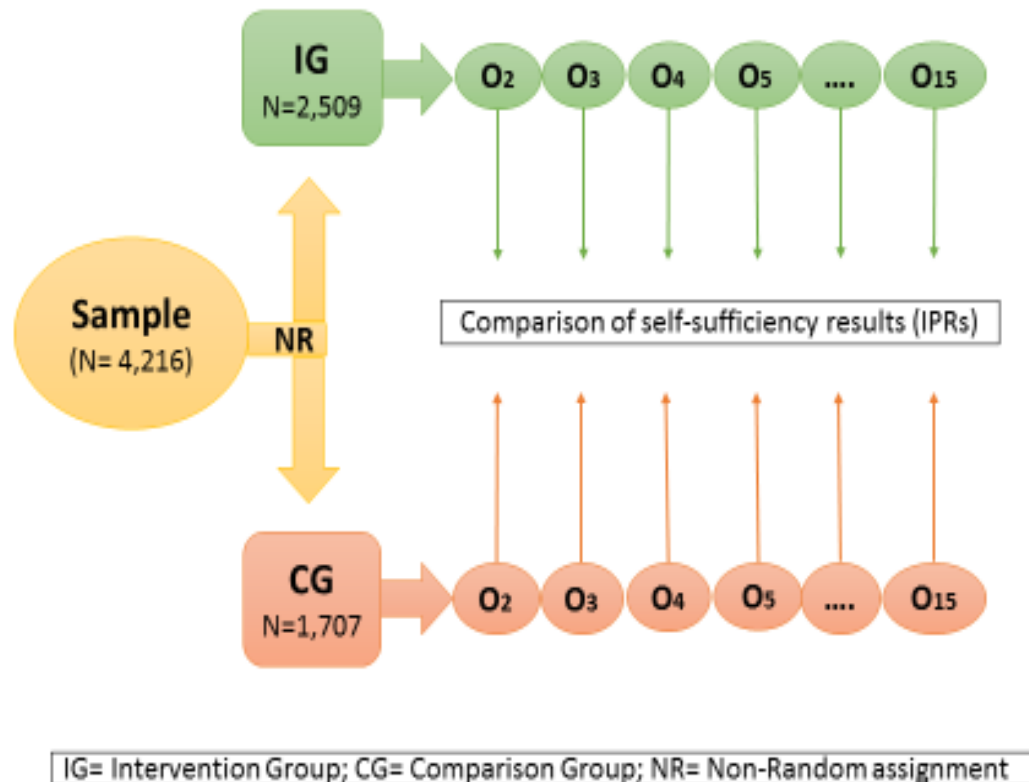 IG
N=2,509
O2 O3 O4 O5 .... O15
Sample
(N= 4,216)
NR
Comparison of self-sufficiency results (IPRs)
CG
N=1,707
O2 O3 O4 O5 .... O15
IG= Intervention Group; CG= Comparison Group; NR= Non-Random assignment